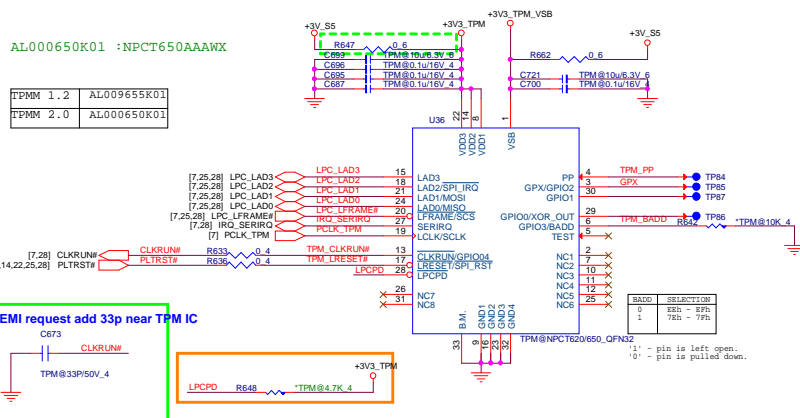 AL000650K01 :NPCT650AAAWX
TPMM 1.2 AL009655K01
TPMM 2.0 AL000650K01
+3V_S5
+3V3_TPM
R647 0_6
C693 TPM@10u/6.3V_6
C696 TPM@0.1u/16V_4
C695 TPM@0.1u/16V_4
C687 TPM@0.1u/16V_4
+3V3_TPM_VSB
+3V_S5
R662 0_6
C721 TPM@10u/6.3V_6
C700 TPM@0.1u/16V_4
U36
22 14 8 1
VDD3 VDD2 VDD1 VSB
[7,25,28] LPC_LAD3 LPC_LAD3 15 LAD3
[7,25,28] LPC_LAD2 LPC_LAD2 18 LAD2/SPI_IRQ
[7,25,28] LPC_LAD1 LPC_LAD1 21 LAD1/MOSI
[7,25,28] LPC_LAD0 LPC_LAD0 24 LAD0/MISO
[7,25,28] LPC_LFRAME# LPC_LFRAME# 20 LFRAME/SCS
[7,28] IRQ_SERIRQ IRQ_SERIRQ 27 SERIRQ
[7] PCLK_TPM PCLK_TPM 19 LCLK/SCLK
[7,28] CLKRUN# CLKRUN# R633 0_4 TPM_CLKRUN# 13 CLKRUN/GPIO04
,14,22,25,28] PLTRST# PLTRST# R636 0_4 TPM_LRESET# 17 LRESET/SPI_RST
LPCPD 28 LPCPD
26 NC7
31 NC8
PP 4 TPM_PP TP84
GPX/GPIO2 3 GPX TP85
GPIO1 30 TP87
GPIO0/XOR_OUT 29 TP86
GPIO3/BADD 6 TPM_BADD R642 *TPM@10K_4
TEST 5
NC1 2
NC2 7
NC3 10
NC4 11
NC5 12
NC6 25
B.M. GND1 GND2 GND3 GND4
33 9 16 23 32
TPM@NPCT620/650_QFN32
BADD SELECTION
0 EEh - EFh
1 7Eh - 7Fh
'1' - pin is left open.
'0' - pin is pulled down.
EMI request add 33p near TPM IC
C673
CLKRUN#
TPM@33P/50V_4
+3V3_TPM
LPCPD R648 *TPM@4.7K_4